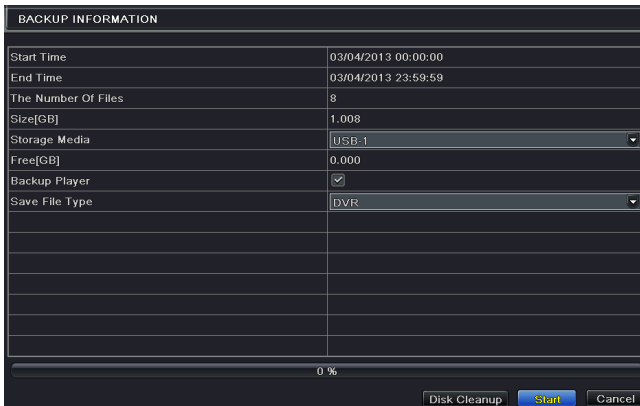 BACKUP INFORMATION
Start Time 03/04/2013 00:00:00
End Time 03/04/2013 23:59:59
The Number Of Files 8
Size[GB] 1.008
Storage Media USB-1
Free[GB] 0.000
Backup Player
Save File Type DVR
0 %
Disk Cleanup Start Cancel